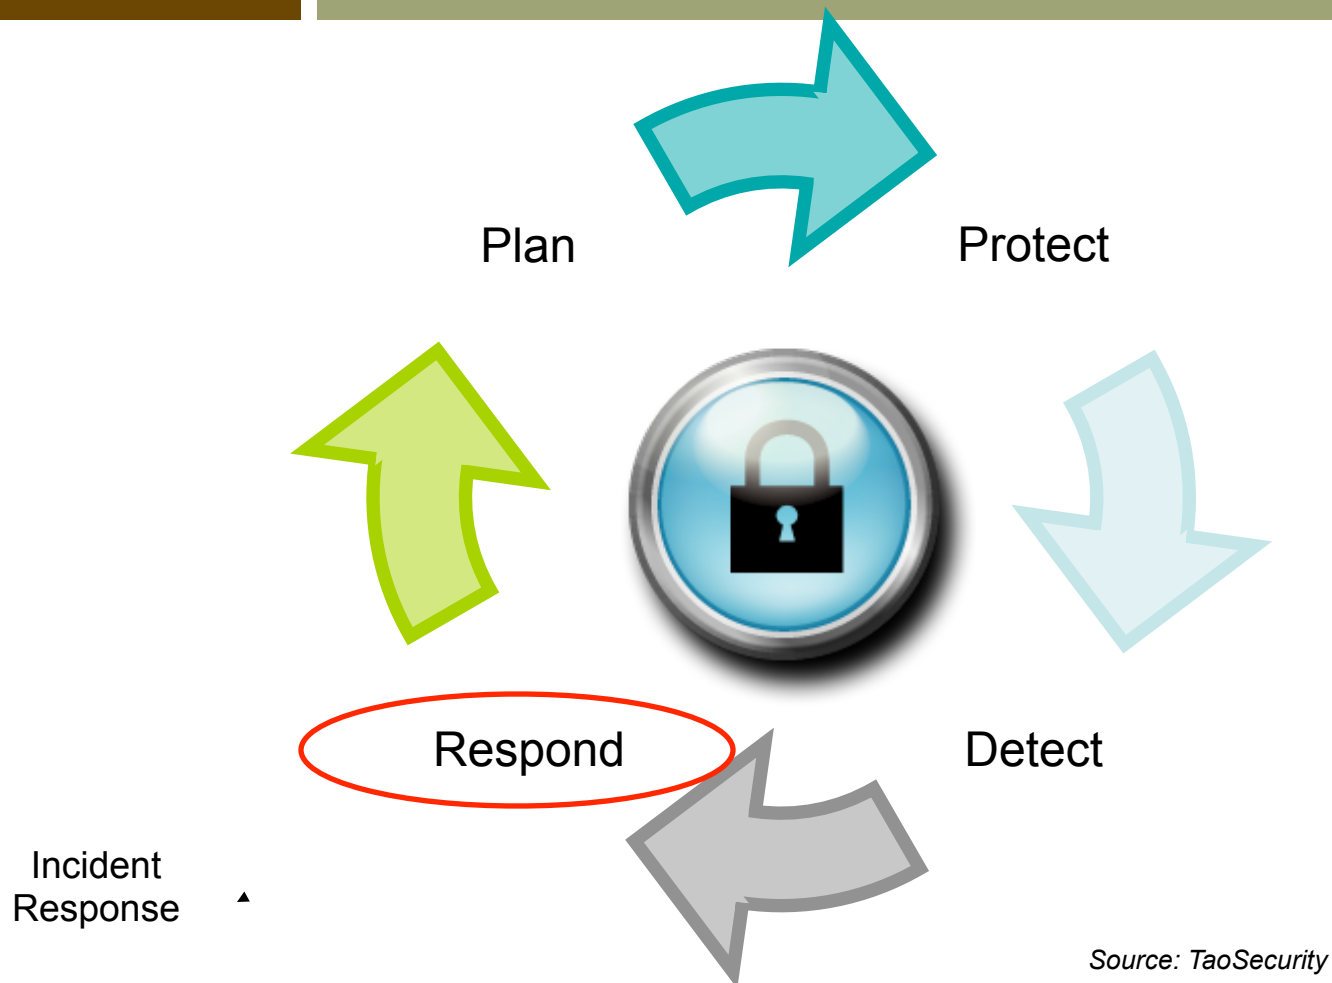 Plan
Protect
Respond
Detect
Incident
Response
Source: TaoSecurity